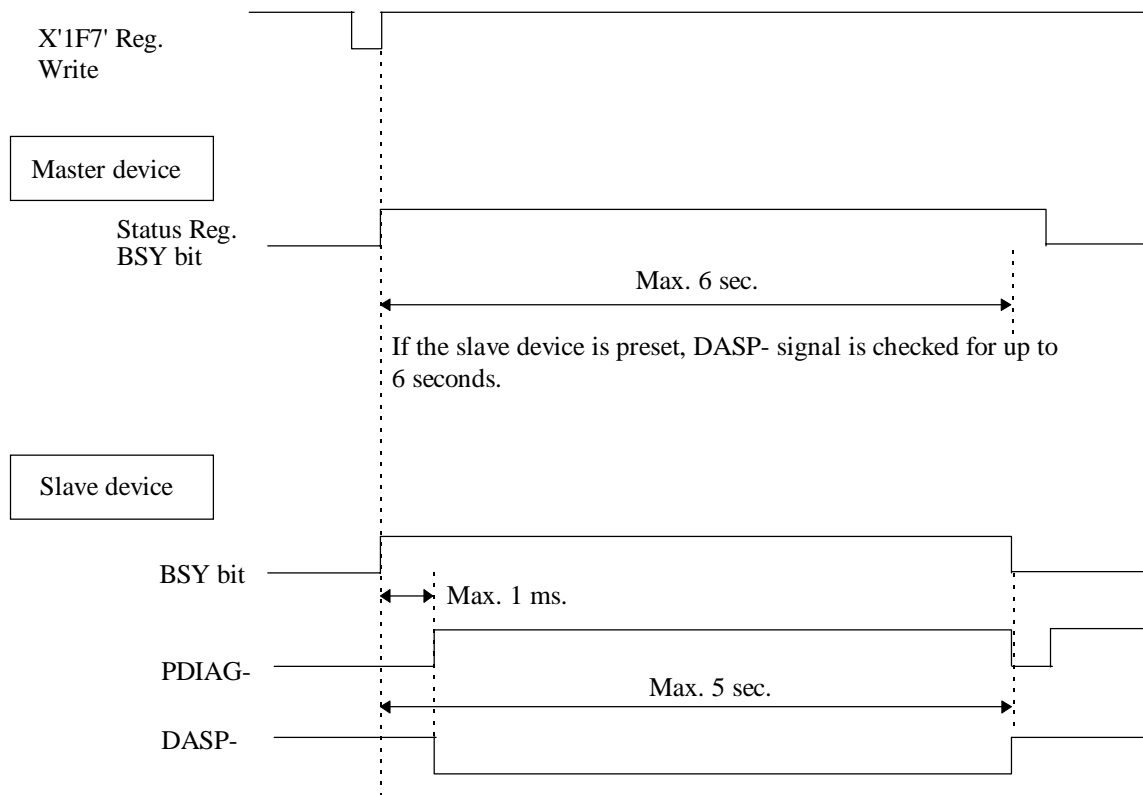 X'1F7' Reg.
Write
Master device
Status Reg.
BSY bit
Max. 6 sec.
If the slave device is preset, DASP- signal is checked for up to
6 seconds.
Slave device
BSY bit
Max. 1 ms.
PDIAG-
Max. 5 sec.
DASP-